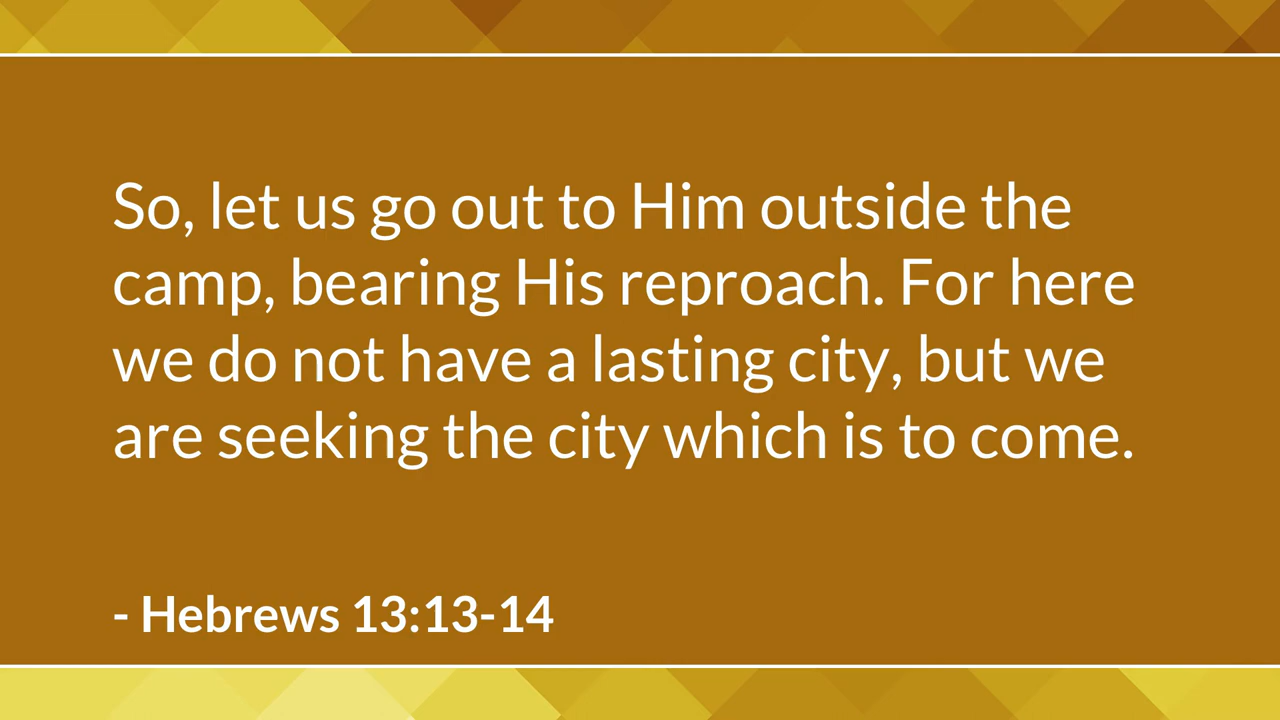 So, let us go out to Him outside the
camp, bearing His reproach. For here
we do not have a lasting city, but we
are seeking the city which is to come.
- Hebrews 13:13-14